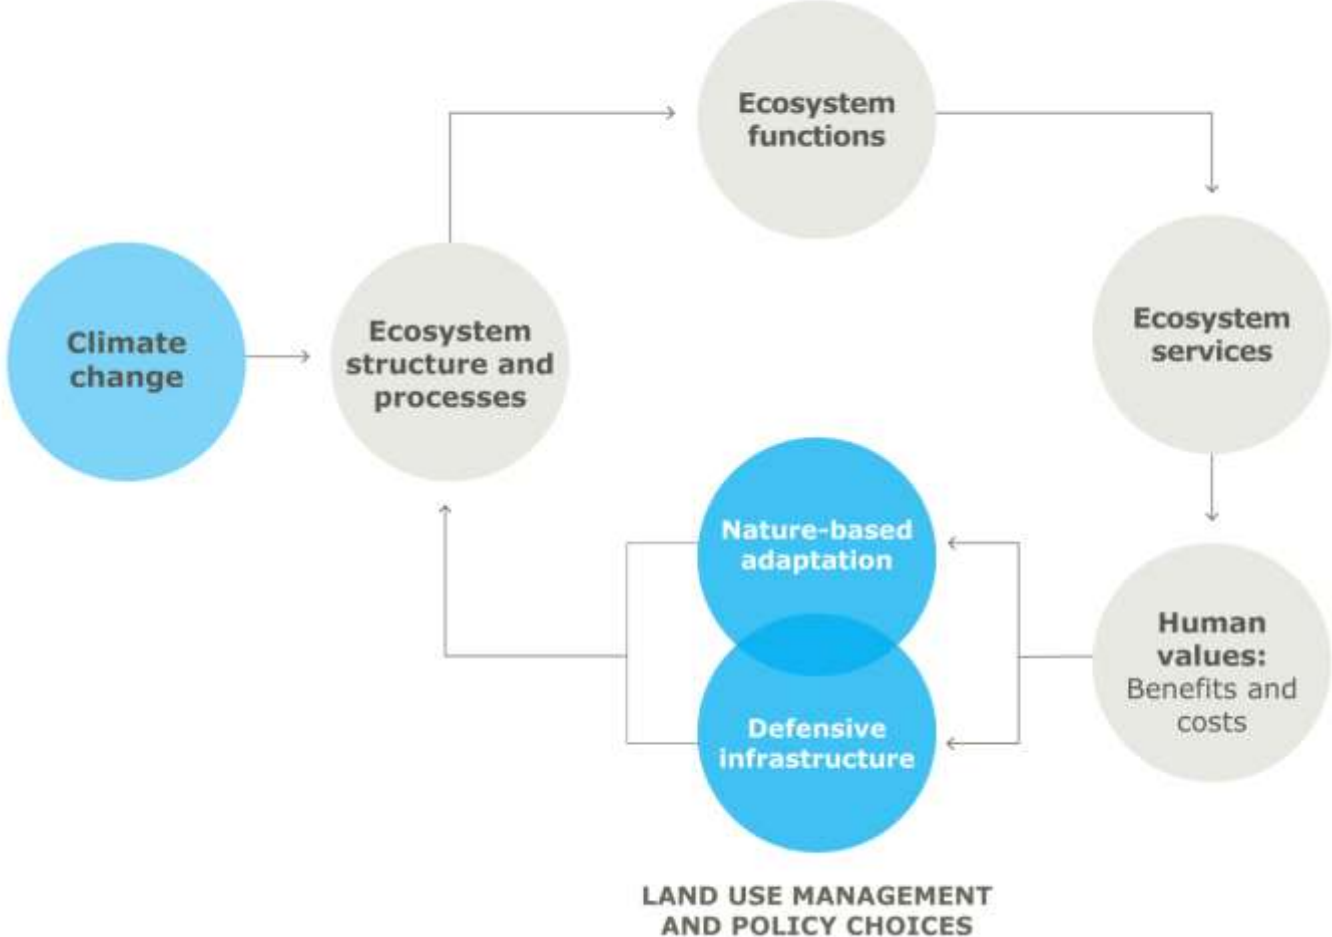 Ecosystem
functions
Climate
change
Ecosystem
structure and
processes
Ecosystem
services
Nature-based
adaptation
Defensive
infrastructure
Human
values:
Benefits and
costs
LAND USE MANAGEMENT
AND POLICY CHOICES